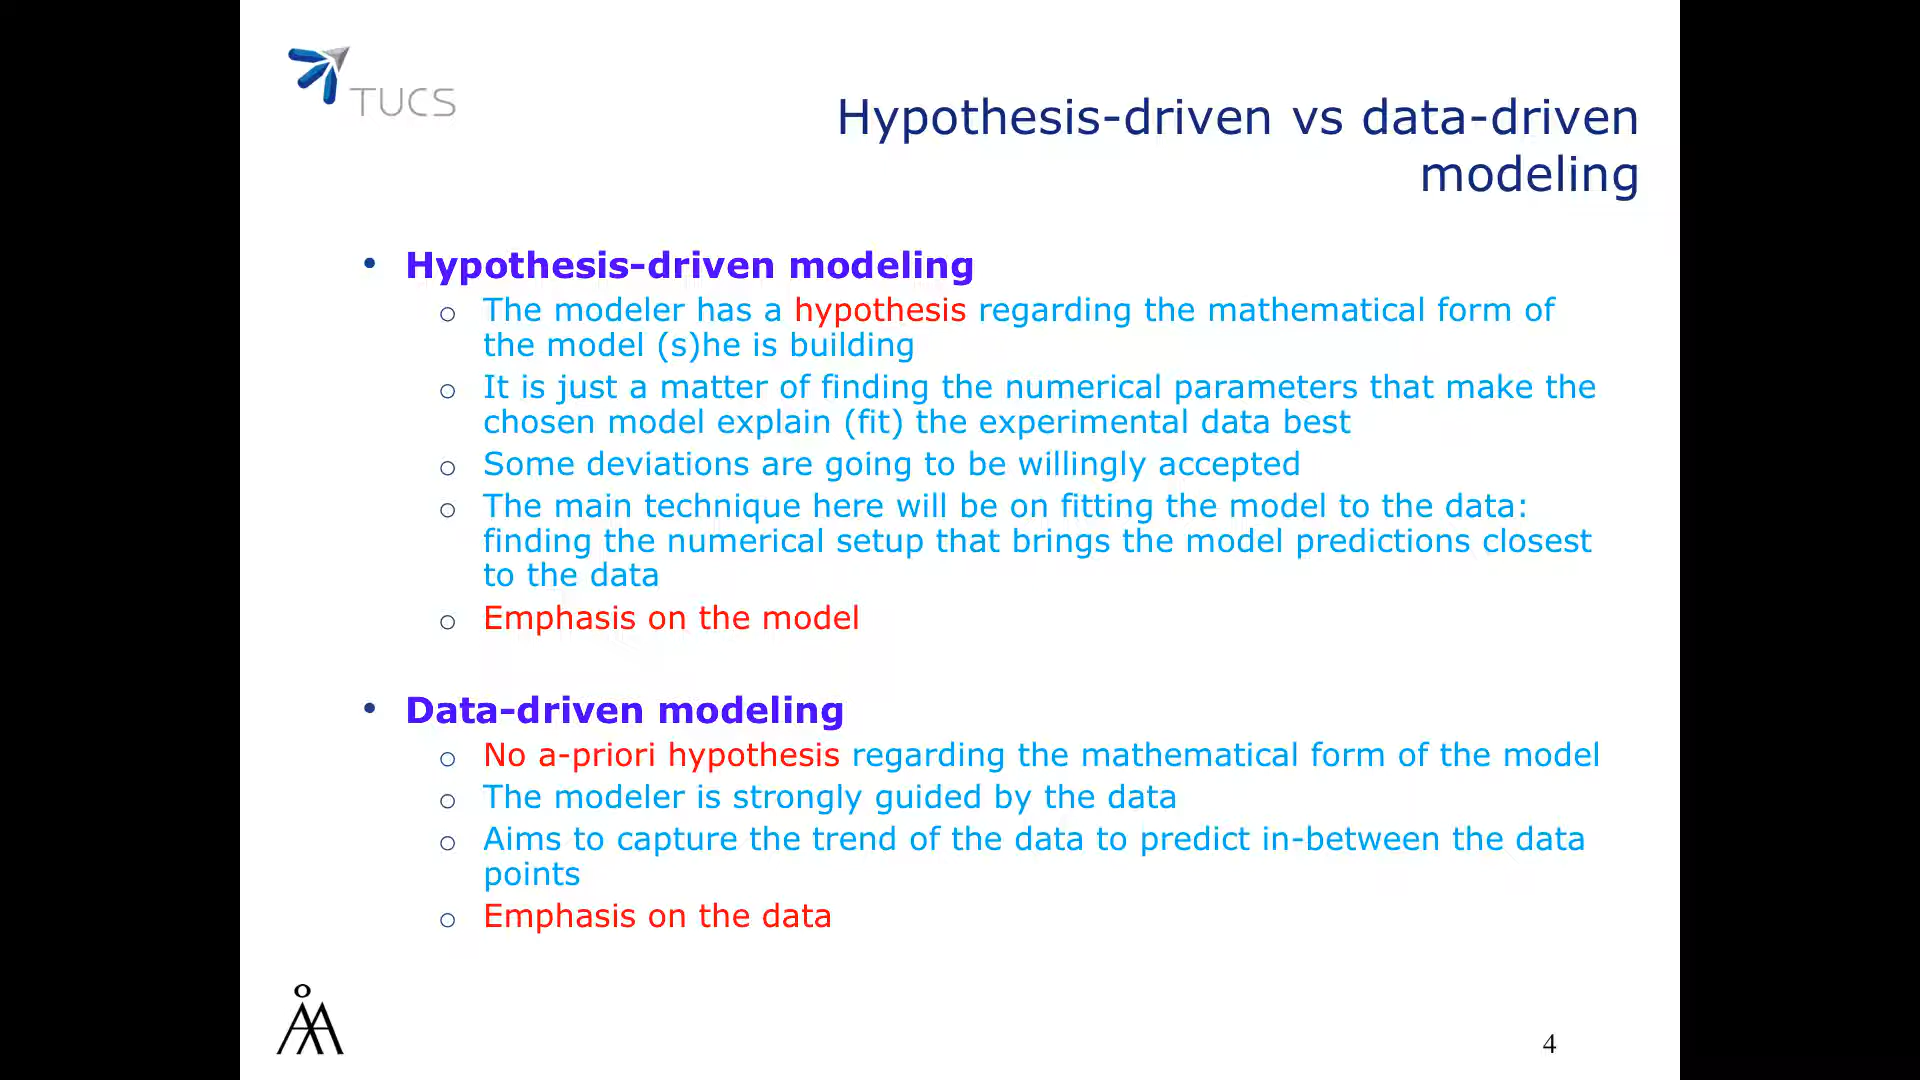 TUCS
Hypothesis-driven vs data-driven
modeling
• Hypothesis-driven modeling
o The modeler has a hypothesis regarding the mathematical form of
the model (s)he is building
o It is just a matter of finding the numerical parameters that make the
chosen model explain (fit) the experimental data best
o Some deviations are going to be willingly accepted
o The main technique here will be on fitting the model to the data:
finding the numerical setup that brings the model predictions closest
to the data
o Emphasis on the model
• Data-driven modeling
o No a-priori hypothesis regarding the mathematical form of the model
o The modeler is strongly guided by the data
o Aims to capture the trend of the data to predict in-between the data
points
o Emphasis on the data
ÅA
4